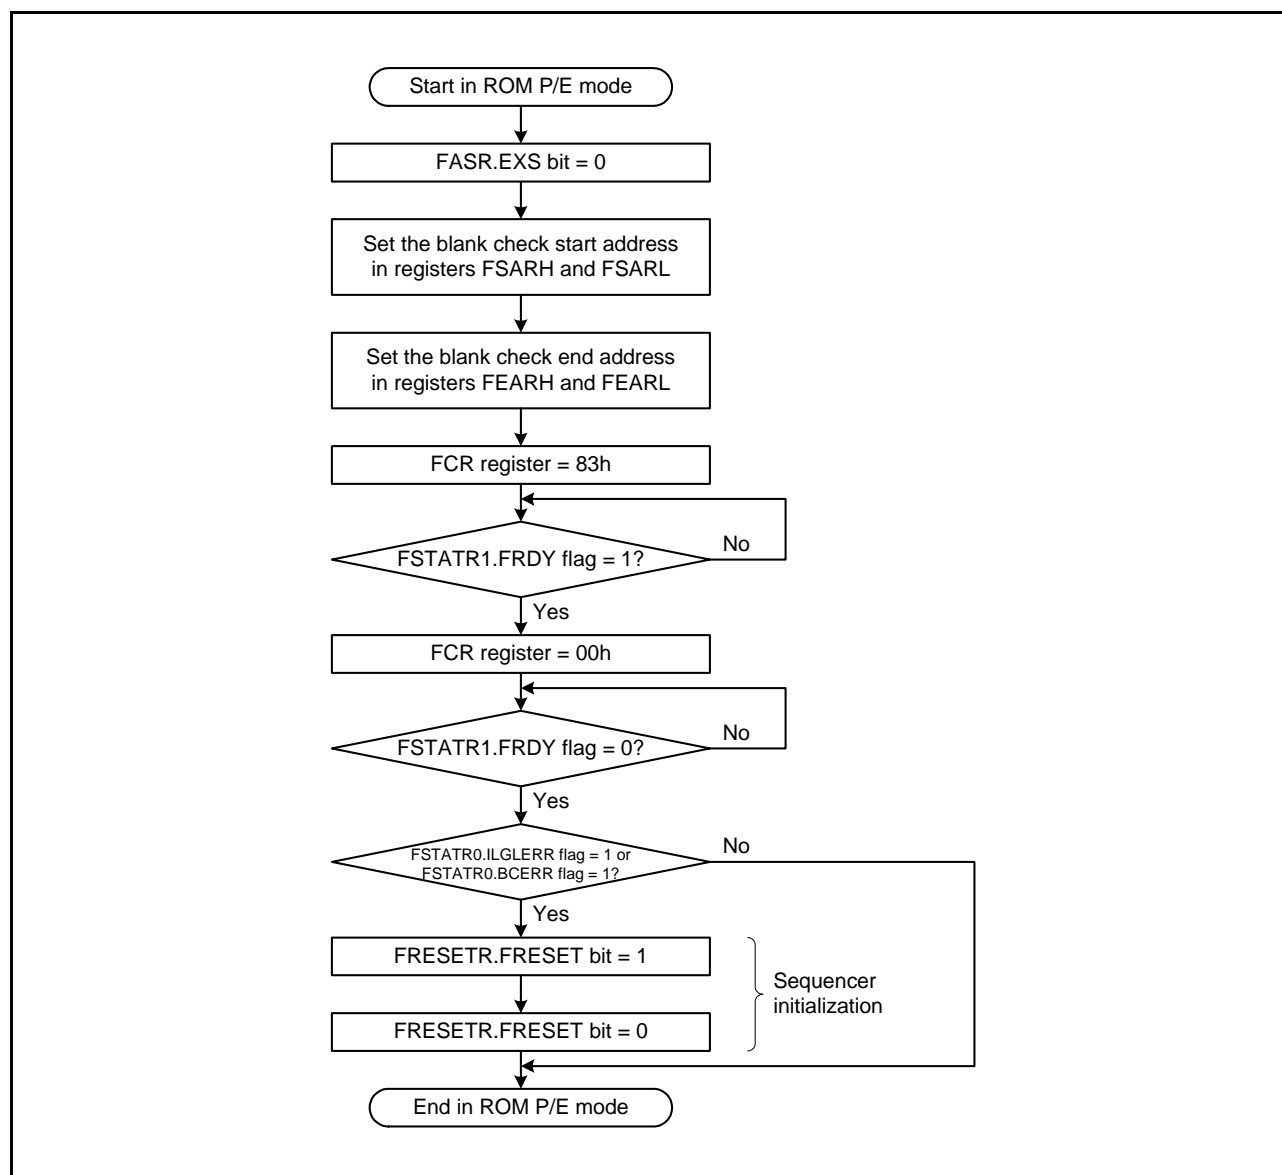 Start in ROM P/E mode
FASR.EXS bit = 0
Set the blank check start address
in registers FSARH and FSARL
Set the blank check end address
in registers FEARH and FEARL
FCR register = 83h
FSTATR1.FRDY flag = 1?
No
Yes
FCR register = 00h
FSTATR1.FRDY flag = 0?
No
Yes
FSTATR0.ILGLERR flag = 1 or
FSTATR0.BCERR flag = 1?
No
Yes
FRESETR.FRESET bit = 1
Sequencer
initialization
FRESETR.FRESET bit = 0
End in ROM P/E mode